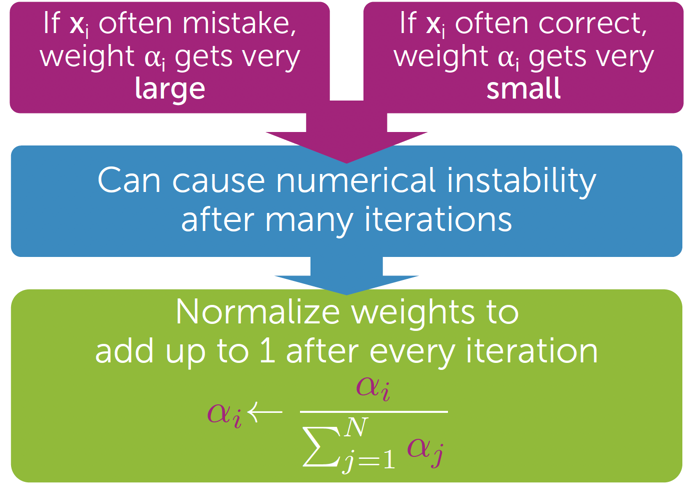 If xᵢ often mistake,
weight αᵢ gets very
large
If xᵢ often correct,
weight αᵢ gets very
small
Can cause numerical instability
after many iterations
Normalize weights to
add up to 1 after every iteration
αᵢ ← αᵢ / ∑ᴺⱼ₌₁ αⱼ